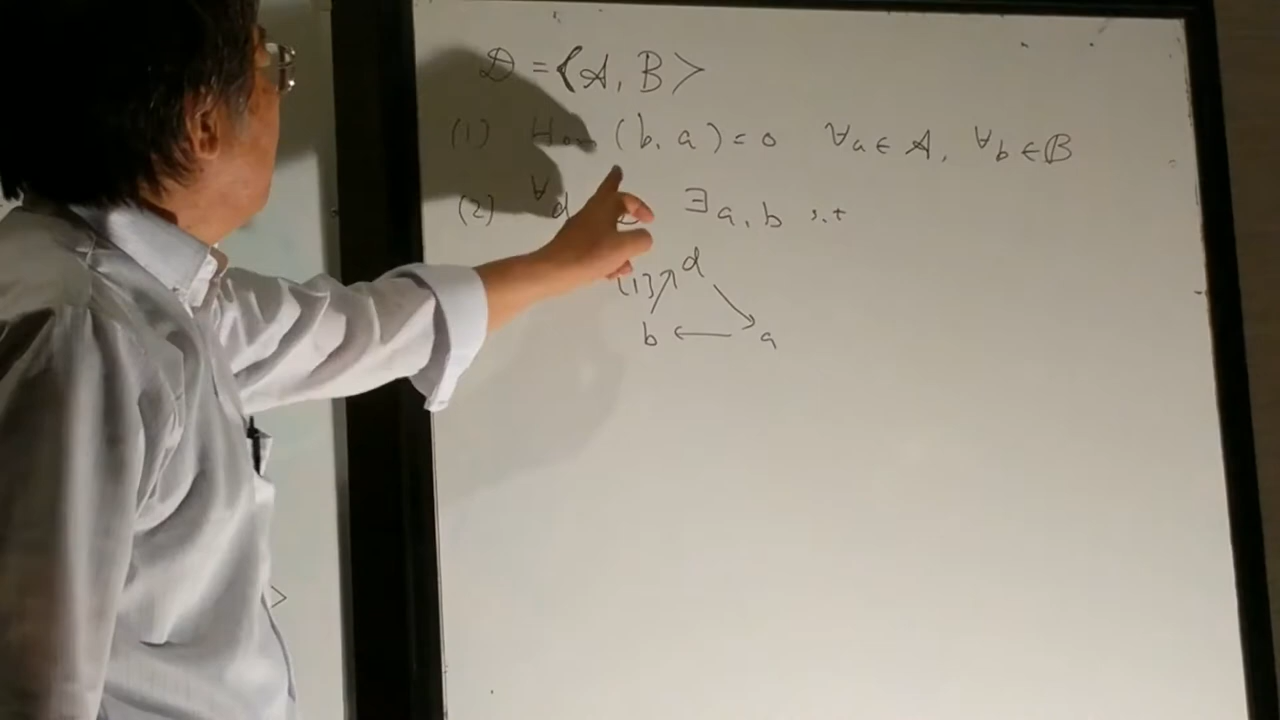 𝒟 = ⟨𝒜, ℬ⟩
(1) Hom (b, a) = 0 ∀a ∈ 𝒜, ∀b ∈ ℬ
(2) ∀d ∃a, b s.t
d
[1]
b ← a
>